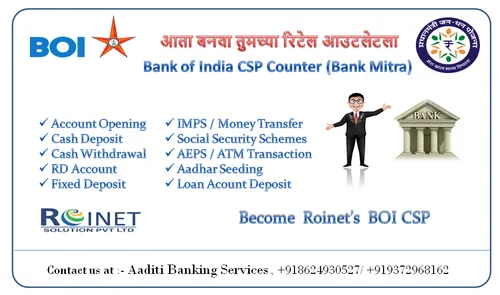 BOI
आता बनवा तुमच्या रिटेल आउटलेटला
Bank of India CSP Counter (Bank Mitra)
प्रधानमंत्री जन-धन योजना
Account Opening
Cash Deposit
Cash Withdrawal
RD Account
Fixed Deposit
iMPS / Money Transfer
Social Security Schemes
AEPS / ATM Transaction
Aadhar Seeding
Loan Acount Deposit
BANK
ROINET
SOLUTION PVT LTD
Become Roinet's BOI CSP
Contact us at :- Aaditi Banking Services , +918624930527/ +919372968162